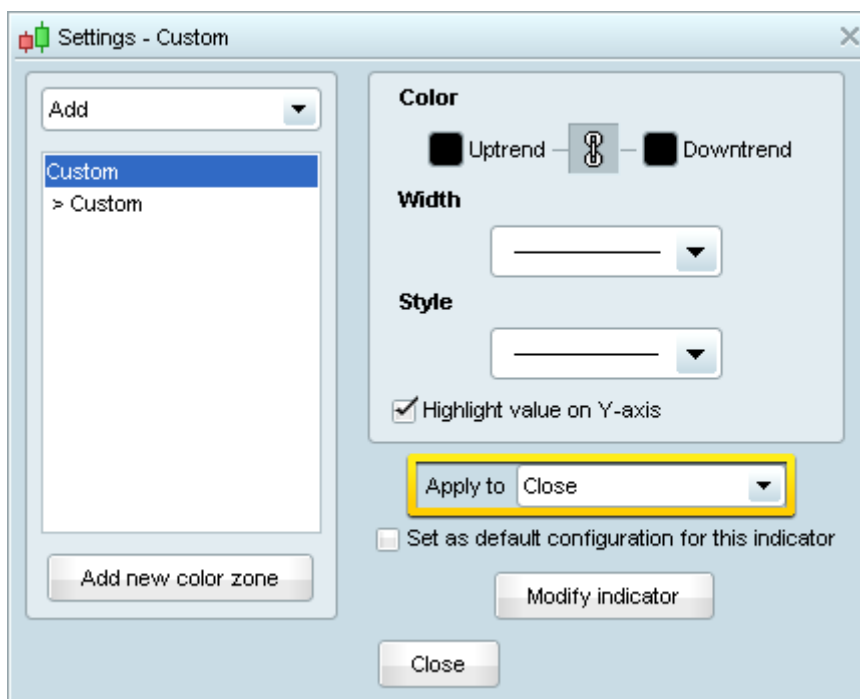 Settings - Custom
Add
Custom
> Custom
Add new color zone
Color
Uptrend
Downtrend
Width
Style
Highlight value on Y-axis
Apply to Close
Set as default configuration for this indicator
Modify indicator
Close